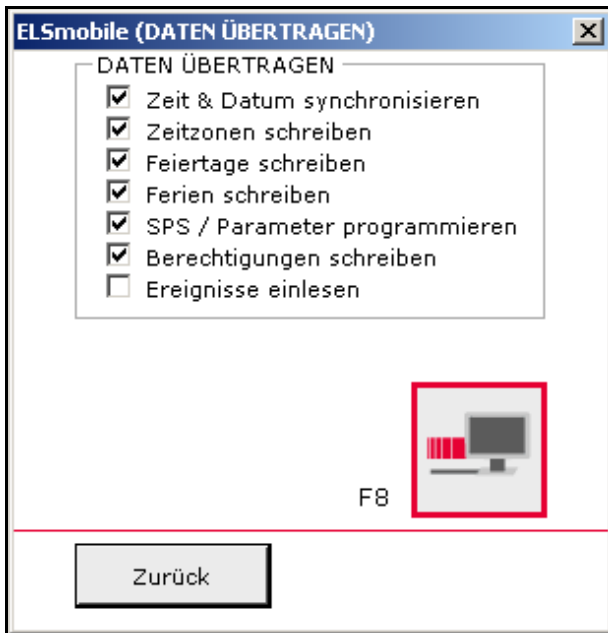 ELSmobile (DATEN ÜBERTRAGEN)
DATEN ÜBERTRAGEN
Zeit & Datum synchronisieren
Zeitzonen schreiben
Feiertage schreiben
Ferien schreiben
SPS / Parameter programmieren
Berechtigungen schreiben
Ereignisse einlesen
F8
Zurück